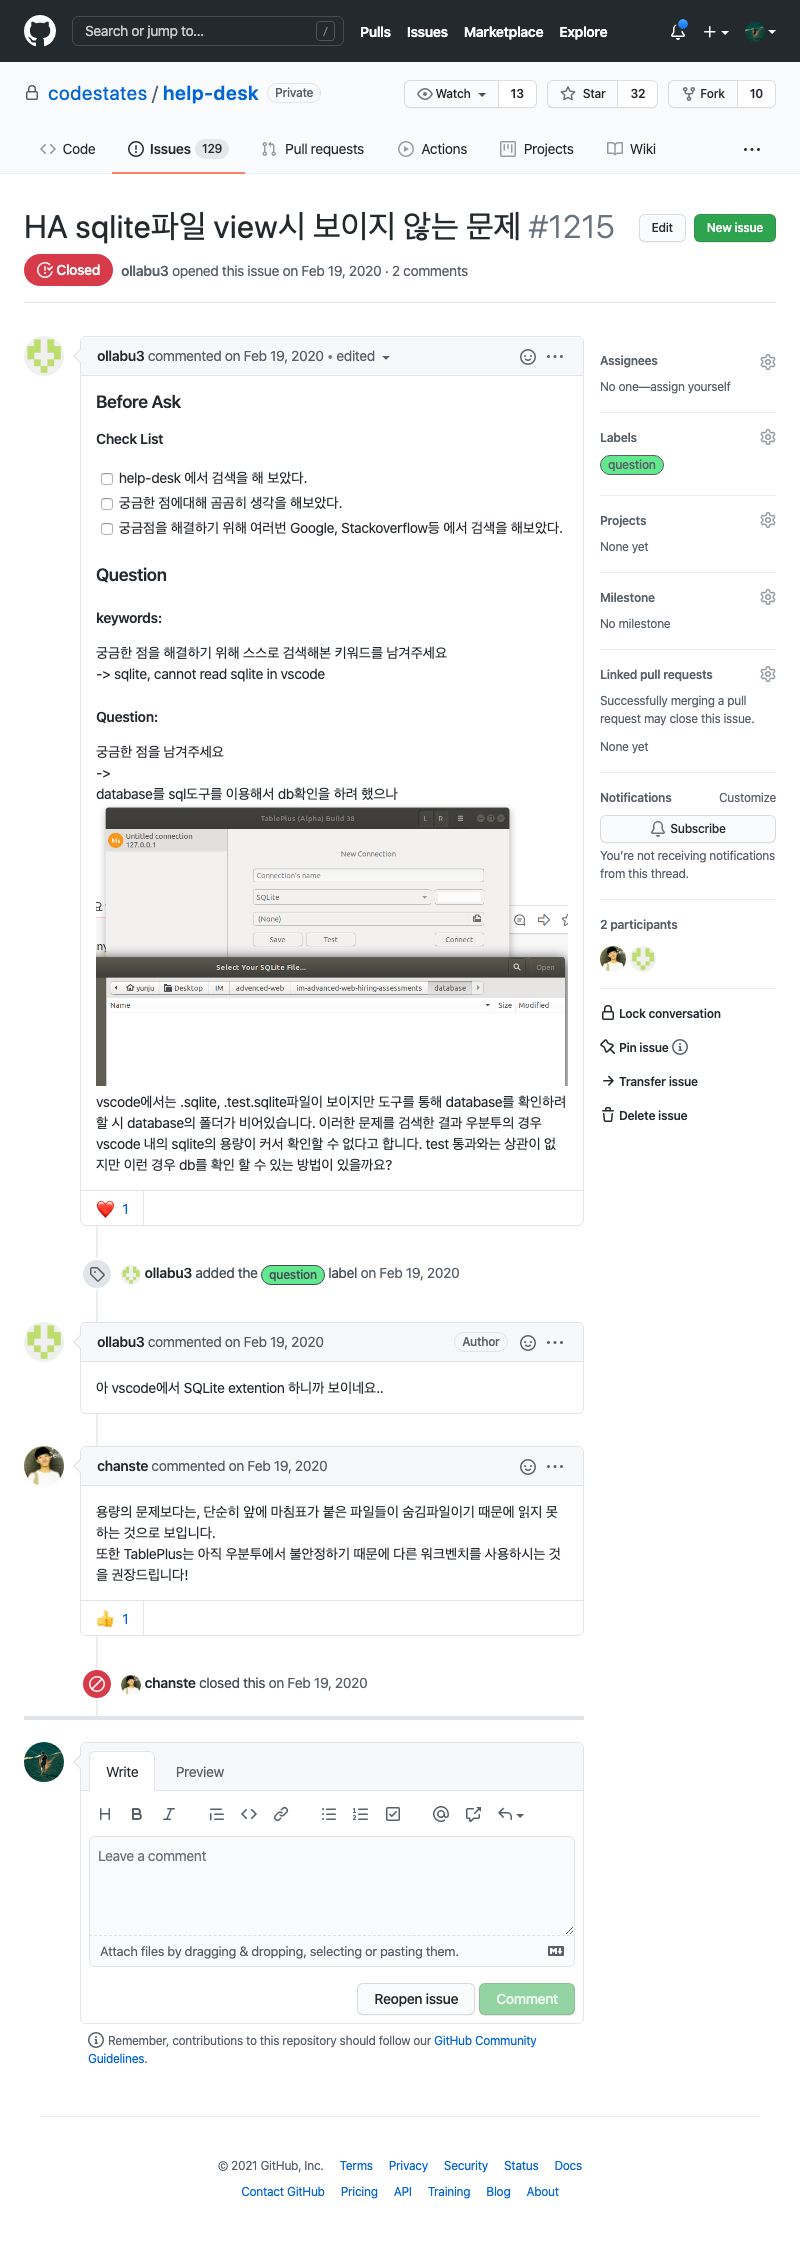 Search or jump to... /
Pulls Issues Marketplace Explore
codestates / help-desk Private
Watch 13 Star 32 Fork 10
Code Issues 129 Pull requests Actions Projects Wiki
HA sqlite파일 view시 보이지 않는 문제 #1215
Edit New issue
Closed ollabu3 opened this issue on Feb 19, 2020 · 2 comments
ollabu3 commented on Feb 19, 2020 • edited
Before Ask
Check List
help-desk 에서 검색을 해 보았다.
궁금한 점에대해 곰곰히 생각을 해보았다.
궁금점을 해결하기 위해 여러번 Google, Stackoverflow등 에서 검색을 해보았다.
Question
keywords:
궁금한 점을 해결하기 위해 스스로 검색해본 키워드를 남겨주세요
-> sqlite, cannot read sqlite in vscode
Question:
궁금한 점을 남겨주세요
->
database를 sql도구를 이용해서 db확인을 하려 했으나
TablePlus (Alpha) Build 38 L R
Ms Untitled connection
127.0.0.1
New Connection
Connection's name
SQLite
(None)
Save Test Connect
요
ny
Select Your SQLite File... Open
yunju Desktop IM advenced-web im-advanced-web-hiring-assessments database
Name Size Modified
vscode에서는 .sqlite, .test.sqlite파일이 보이지만 도구를 통해 database를 확인하려
할 시 database의 폴더가 비어있습니다. 이러한 문제를 검색한 결과 우분투의 경우
vscode 내의 sqlite의 용량이 커서 확인할 수 없다고 합니다. test 통과와는 상관이 없
지만 이런 경우 db를 확인 할 수 있는 방법이 있을까요?
1
ollabu3 added the question label on Feb 19, 2020
ollabu3 commented on Feb 19, 2020 Author
아 vscode에서 SQLite extention 하니까 보이네요..
chanste commented on Feb 19, 2020
용량의 문제보다는, 단순히 앞에 마침표가 붙은 파일들이 숨김파일이기 때문에 읽지 못
하는 것으로 보입니다.
또한 TablePlus는 아직 우분투에서 불안정하기 때문에 다른 워크벤치를 사용하시는 것
을 권장드립니다!
1
chanste closed this on Feb 19, 2020
Write Preview
H B I
Leave a comment
Attach files by dragging & dropping, selecting or pasting them.
Reopen issue Comment
Remember, contributions to this repository should follow our GitHub Community
Guidelines.
Assignees
No one—assign yourself
Labels
question
Projects
None yet
Milestone
No milestone
Linked pull requests
Successfully merging a pull
request may close this issue.
None yet
Notifications Customize
Subscribe
You're not receiving notifications
from this thread.
2 participants
Lock conversation
Pin issue
Transfer issue
Delete issue
© 2021 GitHub, Inc. Terms Privacy Security Status Docs
Contact GitHub Pricing API Training Blog About